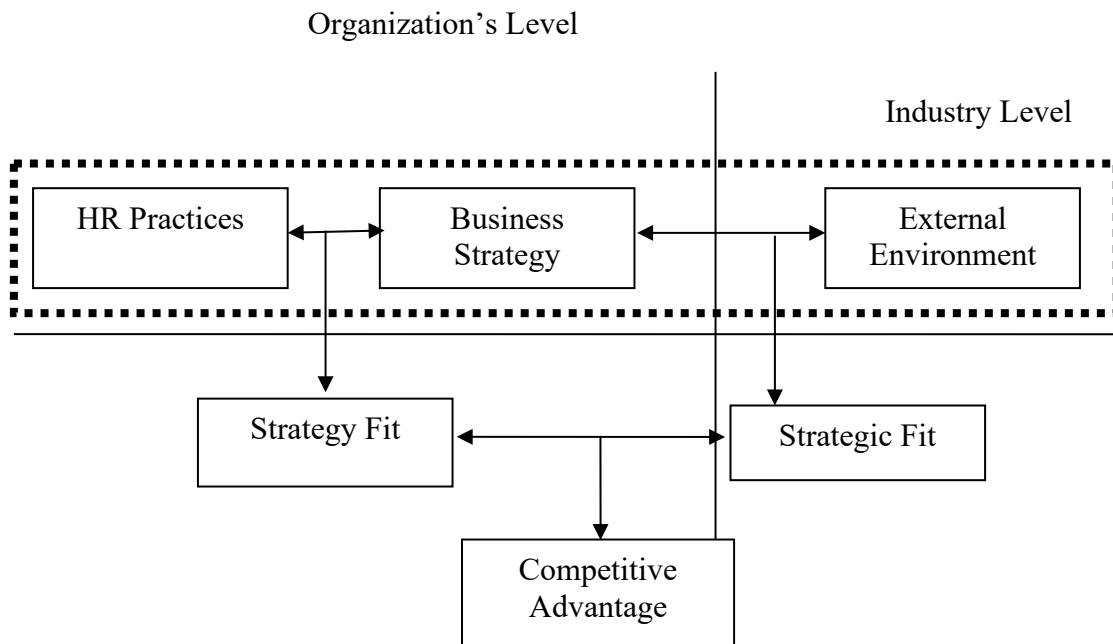 Organization’s Level
Industry Level
HR Practices
Business
Strategy
External
Environment
Strategy Fit
Strategic Fit
Competitive
Advantage